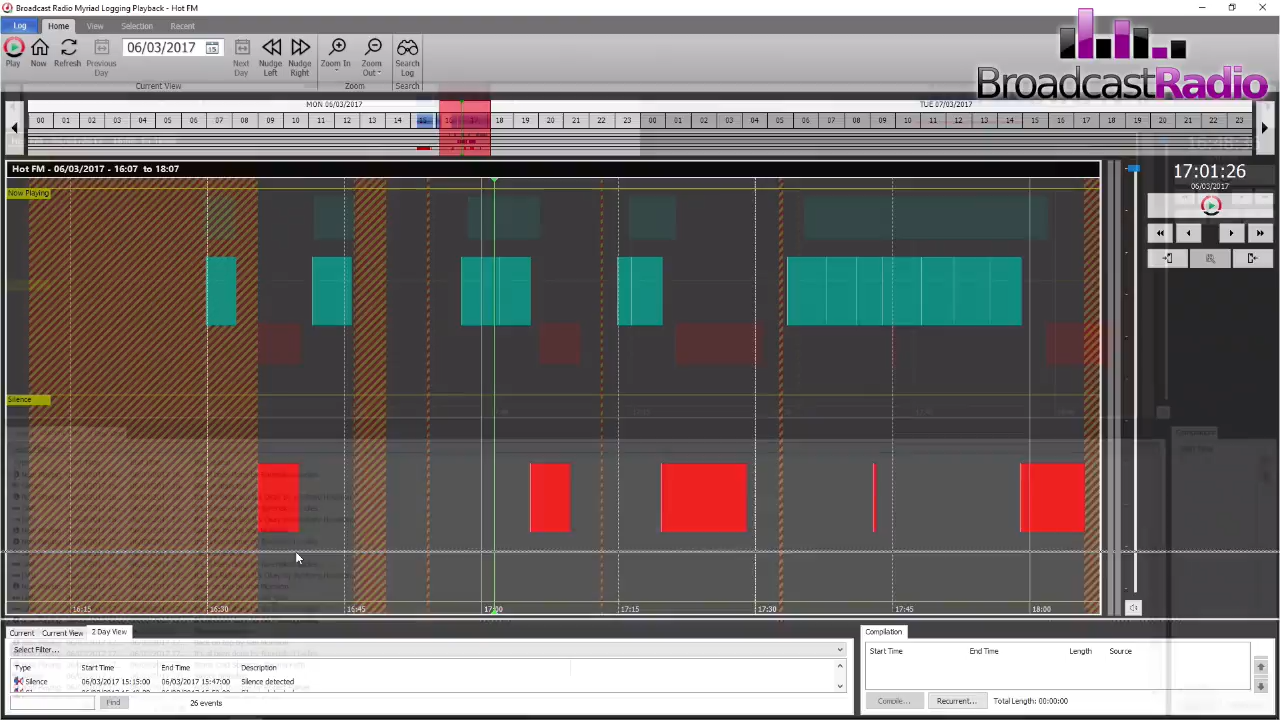 Broadcast Radio Myriad Logging Playback - Hot FM
Log Home View Selection Recent
BroadcastRadio
Play Now Refresh Previous Day 06/03/2017 15 Next Day Nudge Left Nudge Right Zoom In Zoom Out Search Log
Current View Zoom Search
MON 06/03/2017 TUE 07/03/2017
00 01 02 03 04 05 06 07 08 09 10 11 12 13 14 15 16 17 18 19 20 21 22 23 00 01 02 03 04 05 06 07 08 09 10 11 12 13 14 15 16 17 18 19 20 21 22 23
Hot FM - 06/03/2017 - 16:07 to 18:07
17:01:26
06/03/2017
Now Playing
Silence
16:15 16:30 16:45 17:00 17:15 17:30 17:45 18:00
Current Current View 2 Day View
Select Filter...
Type Start Time End Time Description
Silence 06/03/2017 15:15:00 06/03/2017 15:47:00 Silence detected
Find 26 events
Compilation
Start Time End Time Length Source
Compile... Recurrent... Total Length: 00:00:00